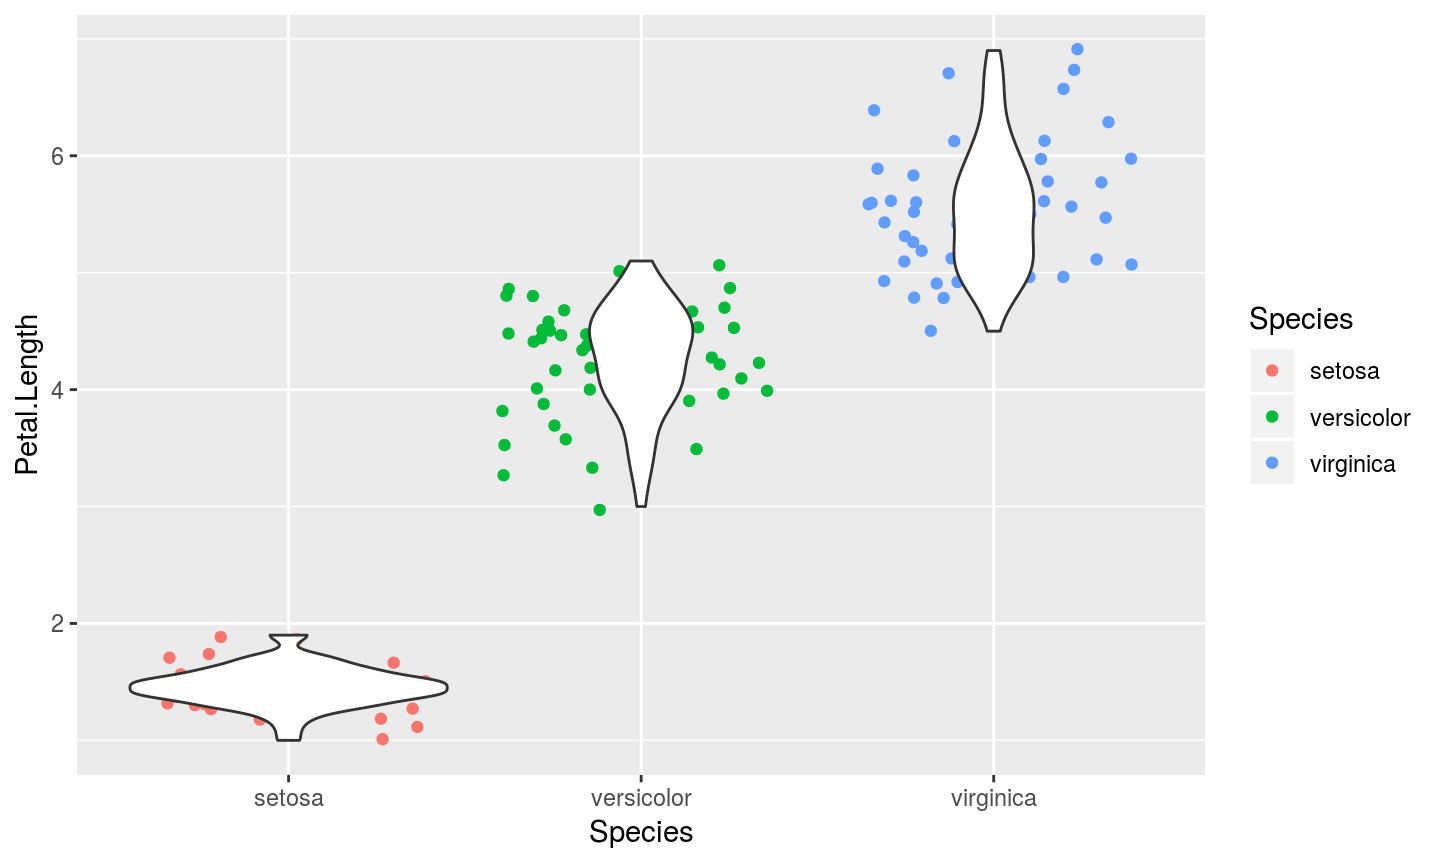 Petal.Length
6
4
2
setosa
versicolor
virginica
Species
Species
setosa
versicolor
virginica